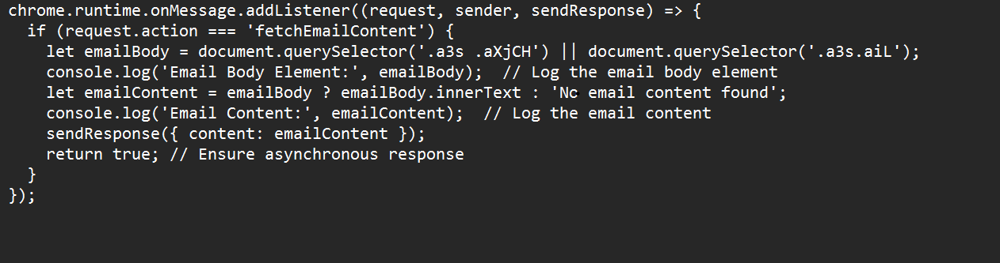 chrome.runtime.onMessage.addListener((request, sender, sendResponse) => {
  if (request.action === 'fetchEmailContent') {
    let emailBody = document.querySelector('.a3s .aXjCH') || document.querySelector('.a3s.aiL');
    console.log('Email Body Element:', emailBody);  // Log the email body element
    let emailContent = emailBody ? emailBody.innerText : 'No email content found';
    console.log('Email Content:', emailContent);  // Log the email content
    sendResponse({ content: emailContent });
    return true; // Ensure asynchronous response
  }
});